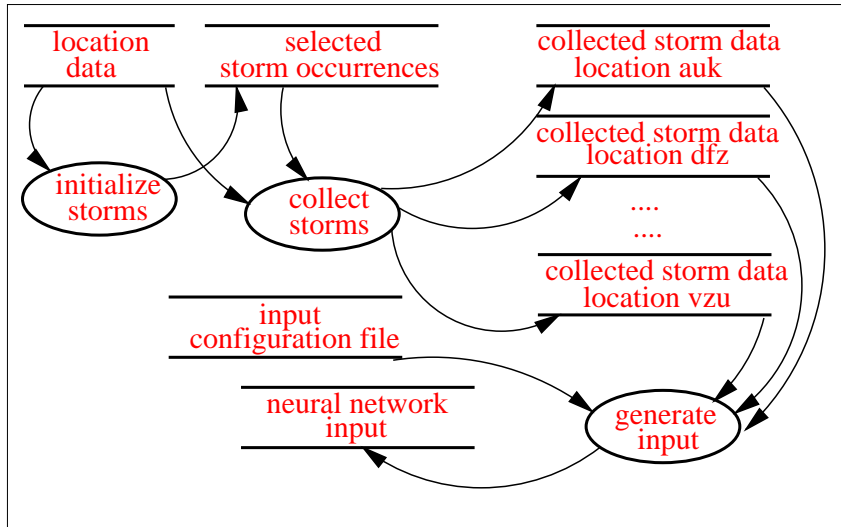 location
data
selected
storm occurrences
collected storm data
location auk
collected storm data
location dfz
....
....
initialize
storms
collect
storms
collected storm data
location vzu
input
configuration file
neural network
input
generate
input